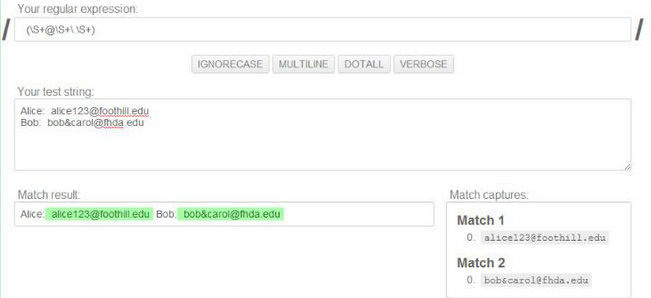 Your regular expression:
/ (\S+@\S+\ \S+) /
IGNORECASE MULTILINE DOTALL VERBOSE
Your test string:
Alice: alice123@foothill.edu
Bob: bob&carol@fhda.edu
Match result:
Alice: alice123@foothill.edu Bob: bob&carol@fhda.edu
Match captures:
Match 1
0. alice123@foothill.edu
Match 2
0. bob&carol@fhda.edu